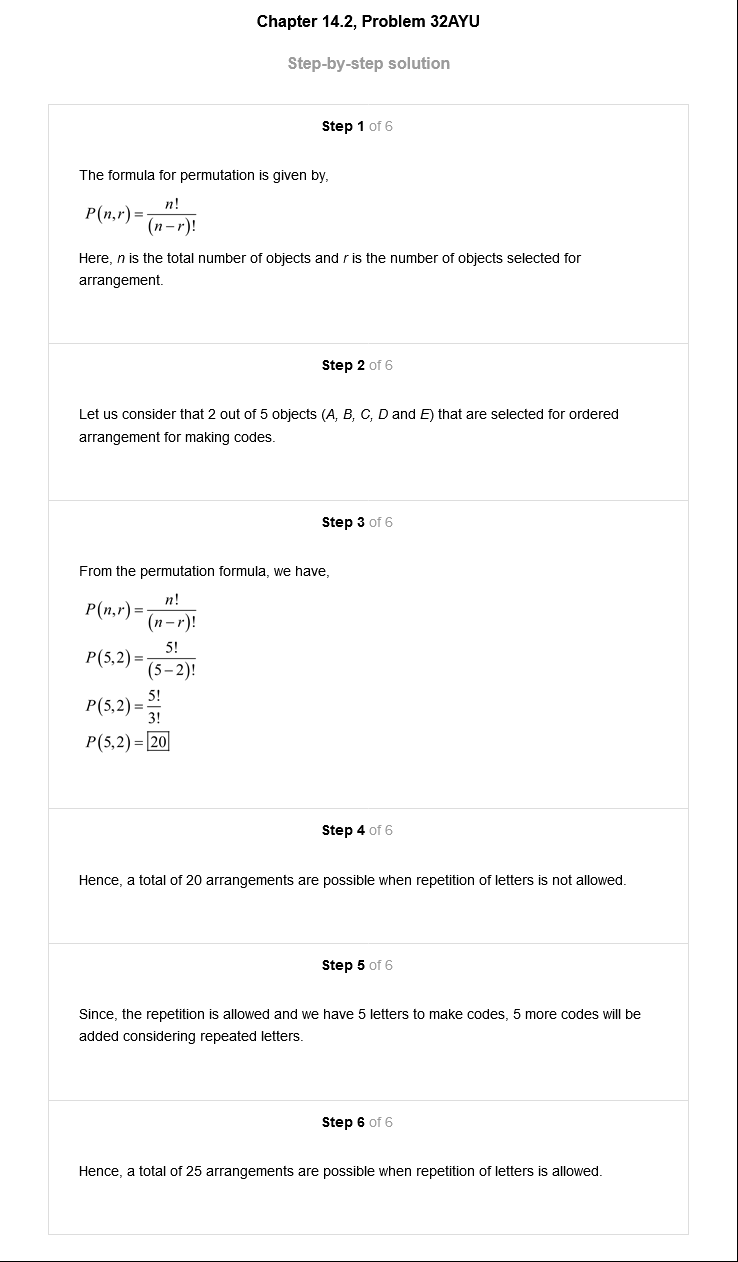 Chapter 14.2, Problem 32AYU
Step-by-step solution
Step 1 of 6
The formula for permutation is given by,
P(n,r) = n!/(n−r)!
Here, n is the total number of objects and r is the number of objects selected for
arrangement.
Step 2 of 6
Let us consider that 2 out of 5 objects (A, B, C, D and E) that are selected for ordered
arrangement for making codes.
Step 3 of 6
From the permutation formula, we have,
P(n,r) = n!/(n−r)!
P(5,2) = 5!/(5−2)!
P(5,2) = 5!/3!
P(5,2) = 20
Step 4 of 6
Hence, a total of 20 arrangements are possible when repetition of letters is not allowed.
Step 5 of 6
Since, the repetition is allowed and we have 5 letters to make codes, 5 more codes will be
added considering repeated letters.
Step 6 of 6
Hence, a total of 25 arrangements are possible when repetition of letters is allowed.